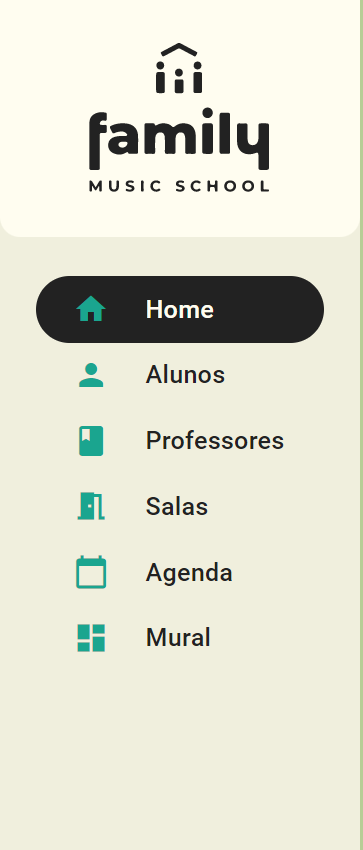 family
MUSIC SCHOOL
Home
Alunos
Professores
Salas
Agenda
Mural